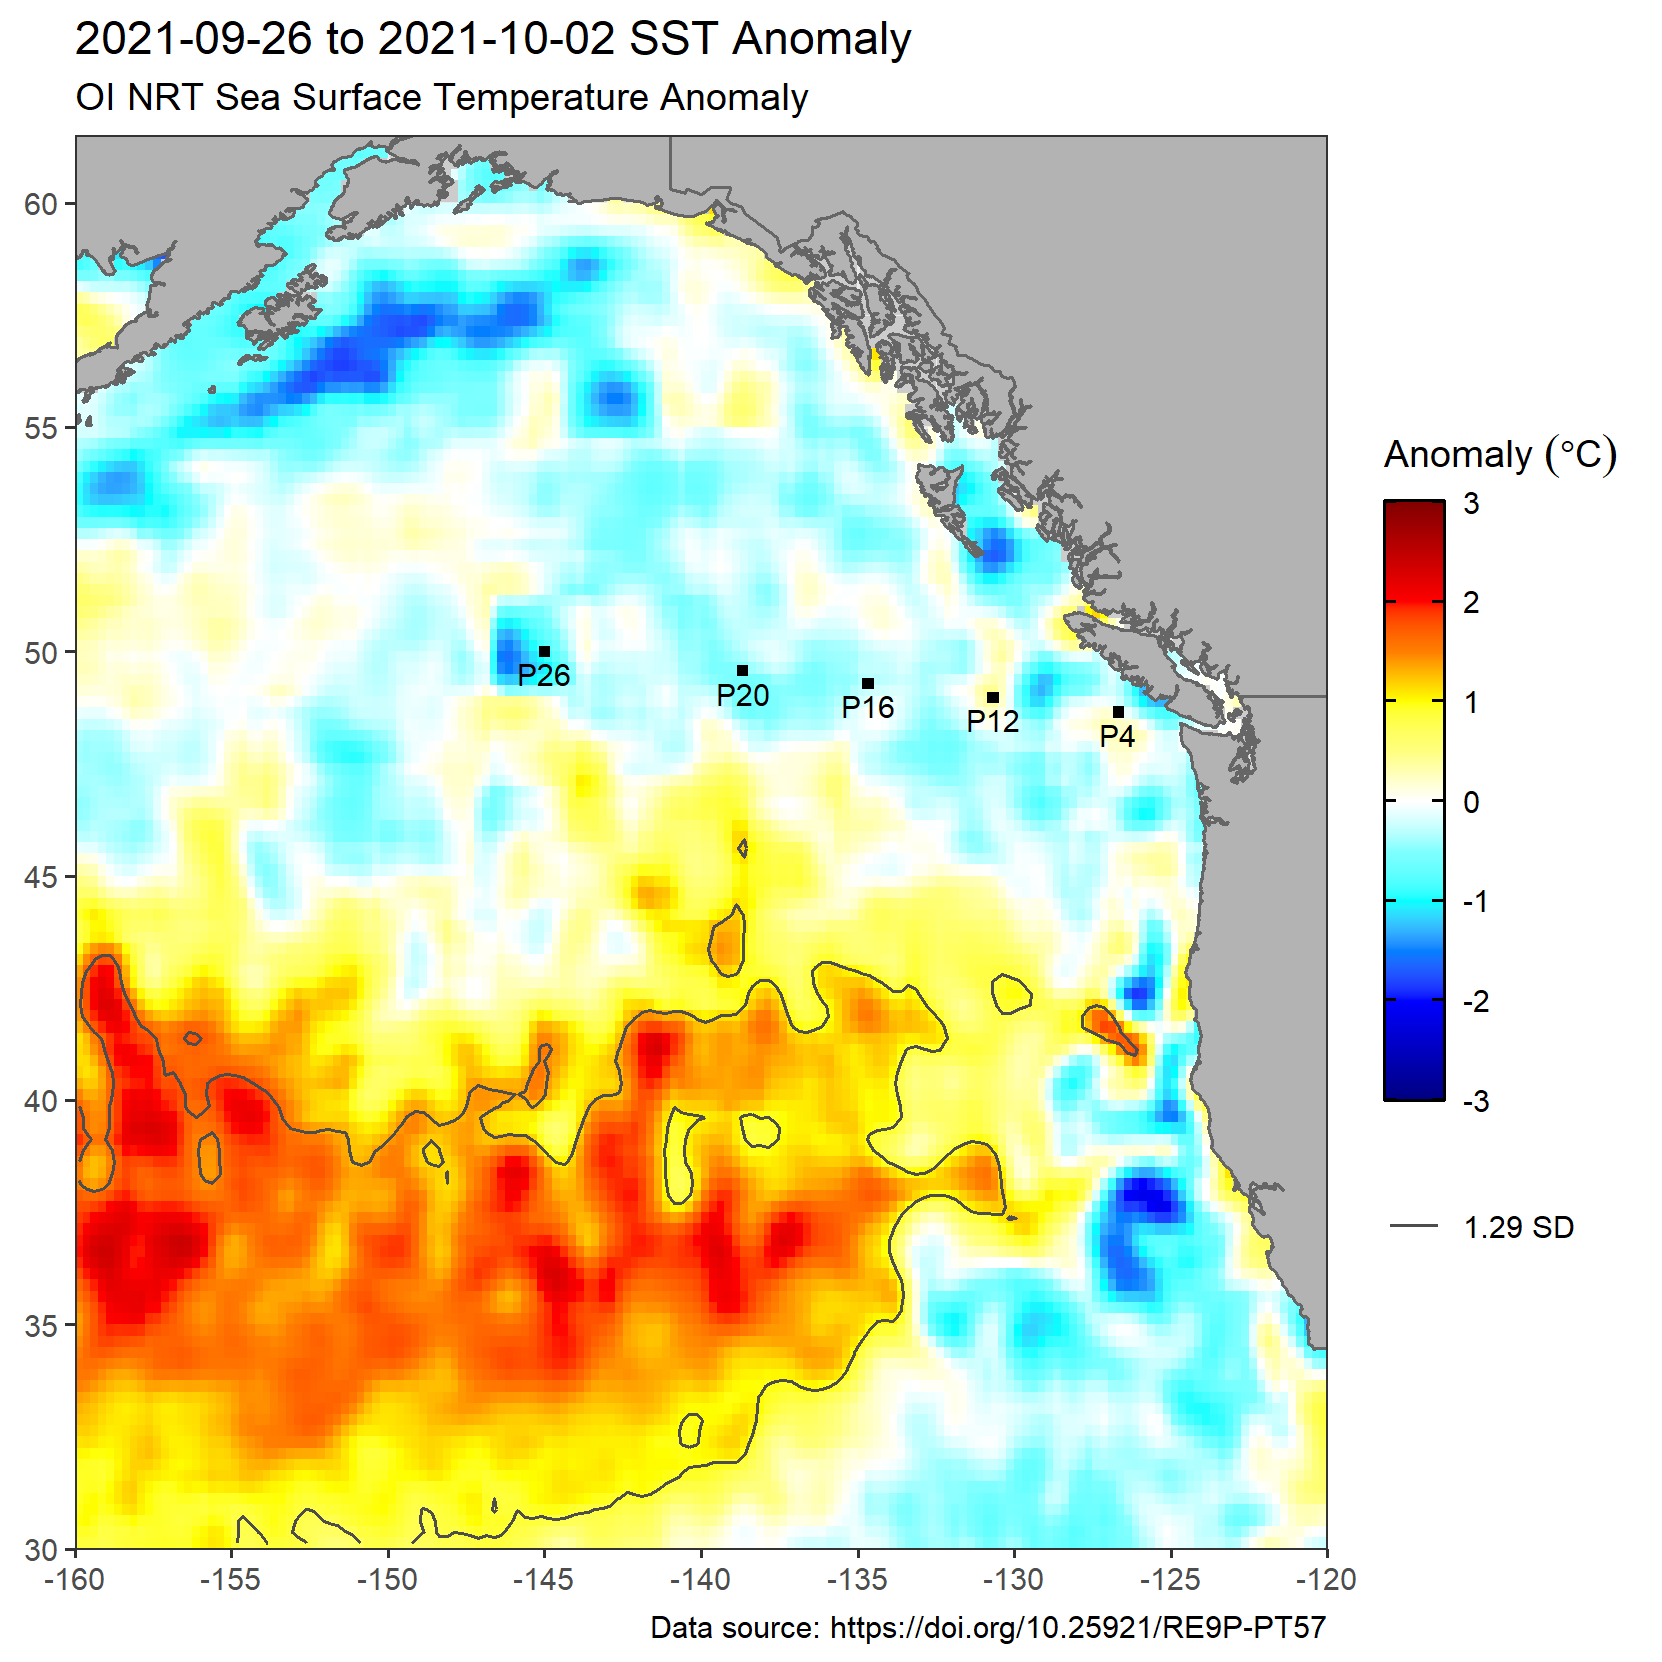 2021-09-26 to 2021-10-02 SST Anomaly
OI NRT Sea Surface Temperature Anomaly
60
55
50
45
40
35
30
P26
P20
P16
P12
P4
-160
-155
-150
-145
-140
-135
-130
-125
-120
Anomaly (°C)
3
2
1
0
-1
-2
-3
1.29 SD
Data source: https://doi.org/10.25921/RE9P-PT57